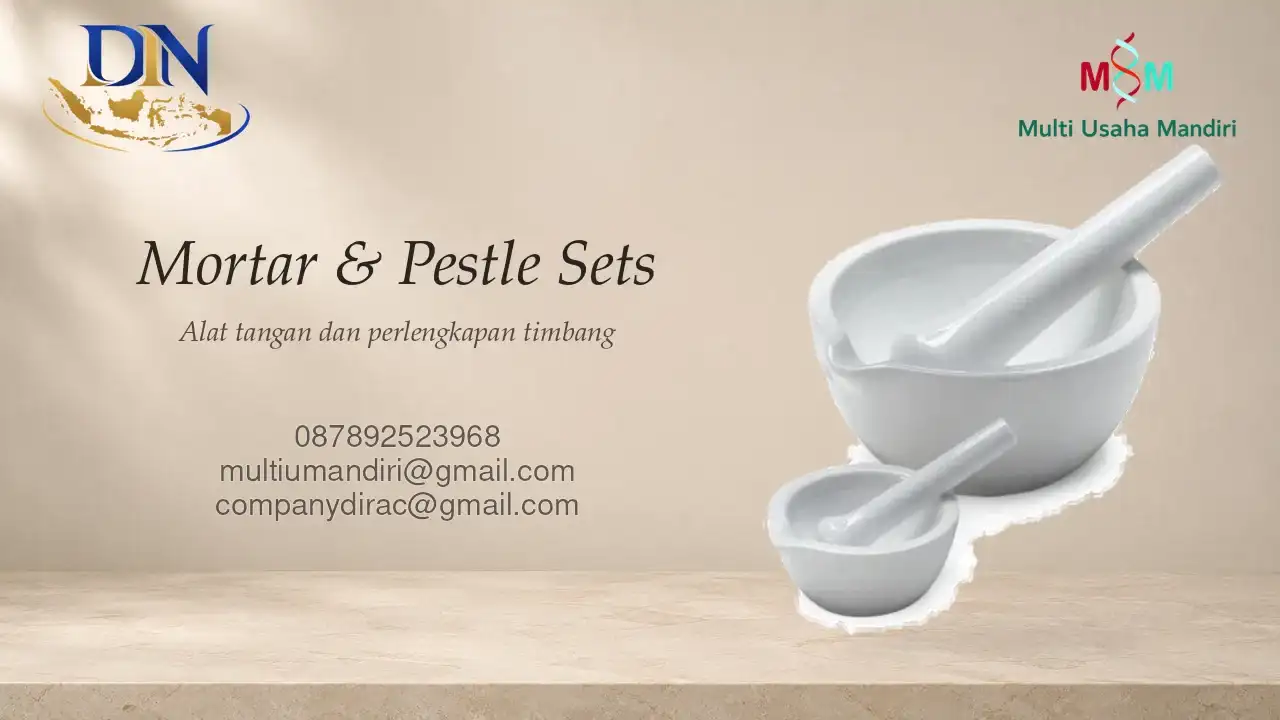 DIN
MSM
Multi Usaha Mandiri
Mortar & Pestle Sets
Alat tangan dan perlengkapan timbang
087892523968
multiumandiri@gmail.com
companydirac@gmail.com